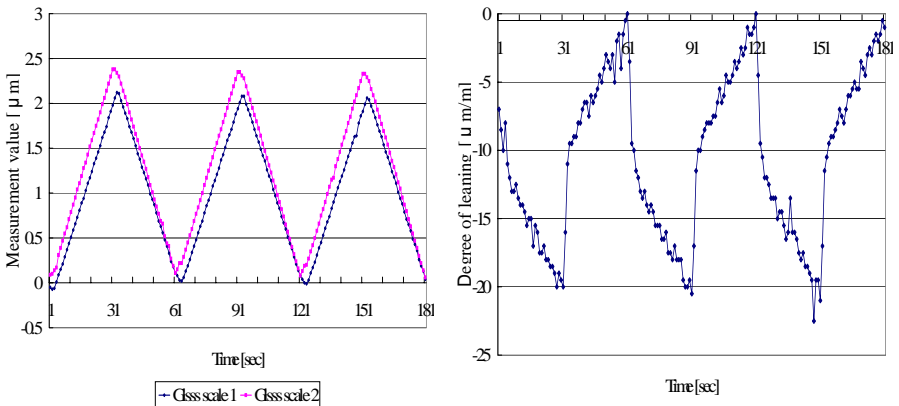 Measurement value [ μ m]
3
2.5
2
1.5
1
0.5
0
-0.5
1 31 61 91 121 151 181
Time [sec]
Glsss scale 1 Glsss scale 2
Deeree of leaning [ μ m/m]
0
-5
-10
-15
-20
-25
1 31 61 91 121 151 181
Time [sec]